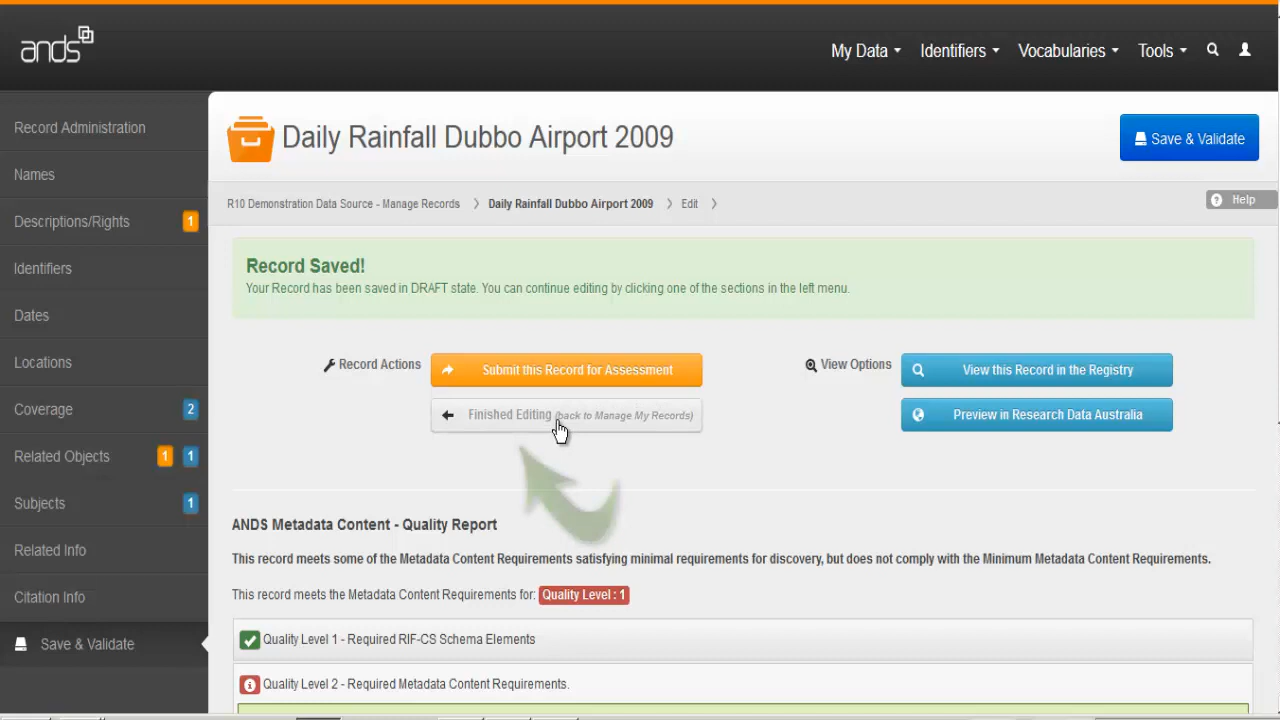 ands
My Data
Identifiers
Vocabularies
Tools
Record Administration
Names
Descriptions/Rights 1
Identifiers
Dates
Locations
Coverage 2
Related Objects 1 1
Subjects 1
Related Info
Citation Info
Save & Validate
Daily Rainfall Dubbo Airport 2009
Save & Validate
R10 Demonstration Data Source - Manage Records
Daily Rainfall Dubbo Airport 2009
Edit
Help
Record Saved!
Your Record has been saved in DRAFT state. You can continue editing by clicking one of the sections in the left menu.
Record Actions
Submit this Record for Assessment
Finished Editing (back to Manage My Records)
View Options
View this Record in the Registry
Preview in Research Data Australia
ANDS Metadata Content - Quality Report
This record meets some of the Metadata Content Requirements satisfying minimal requirements for discovery, but does not comply with the Minimum Metadata Content Requirements.
This record meets the Metadata Content Requirements for: Quality Level : 1
Quality Level 1 - Required RIF-CS Schema Elements
Quality Level 2 - Required Metadata Content Requirements.